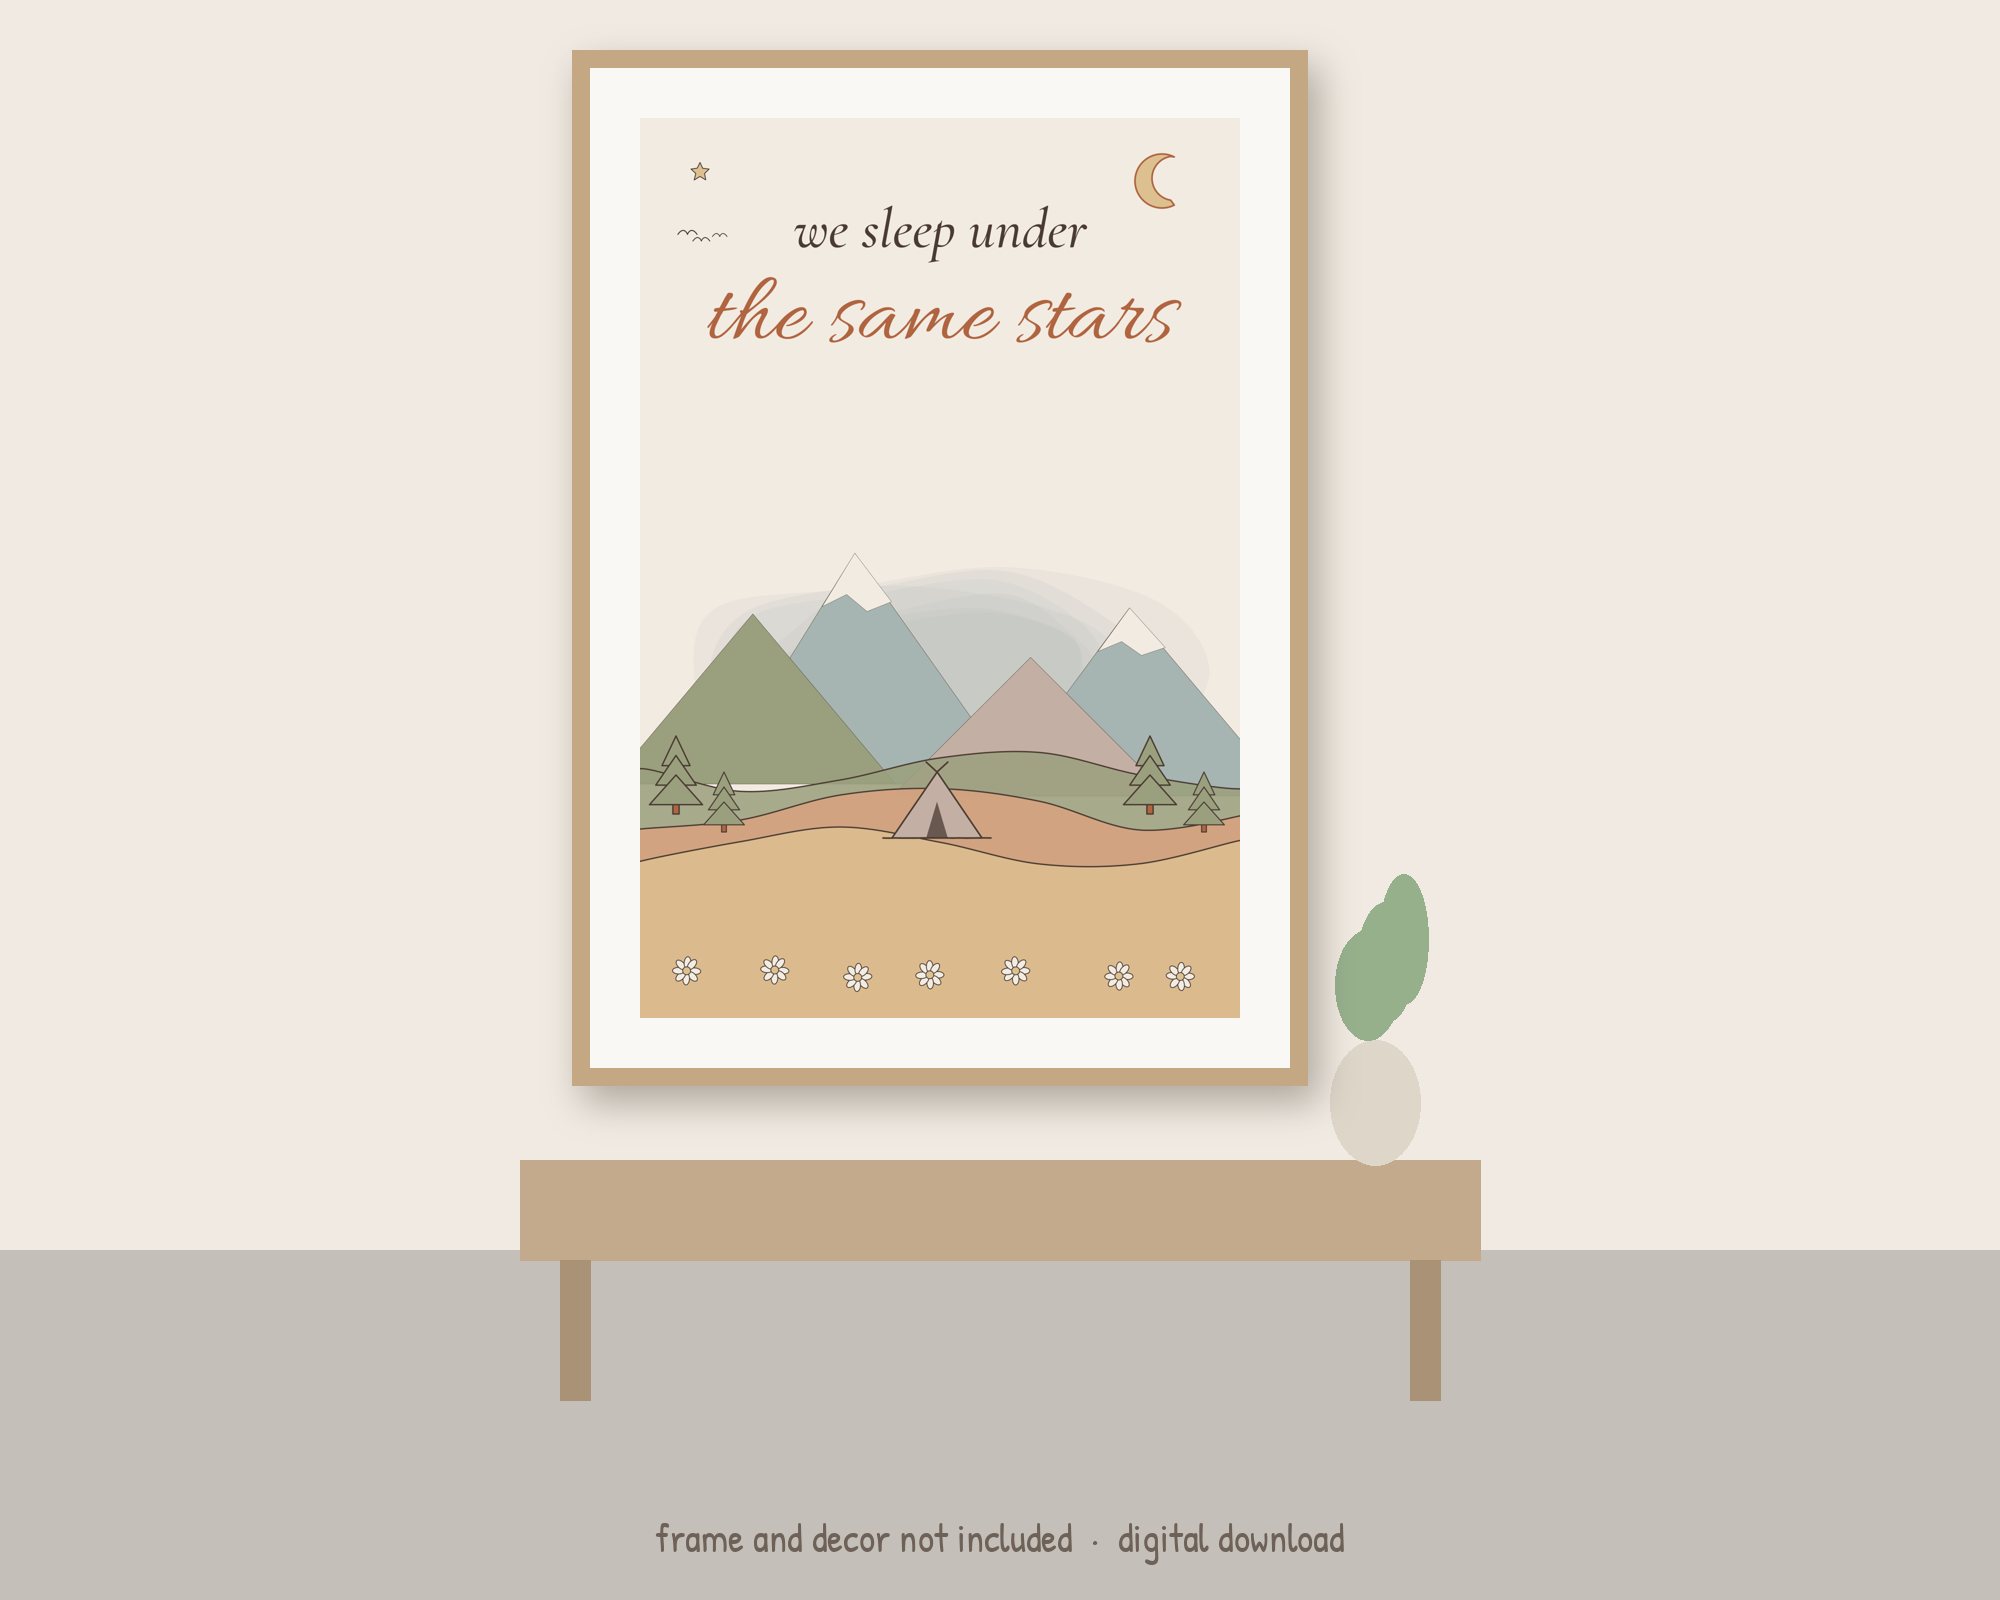 we sleep under
the same stars
frame and decor not included · digital download